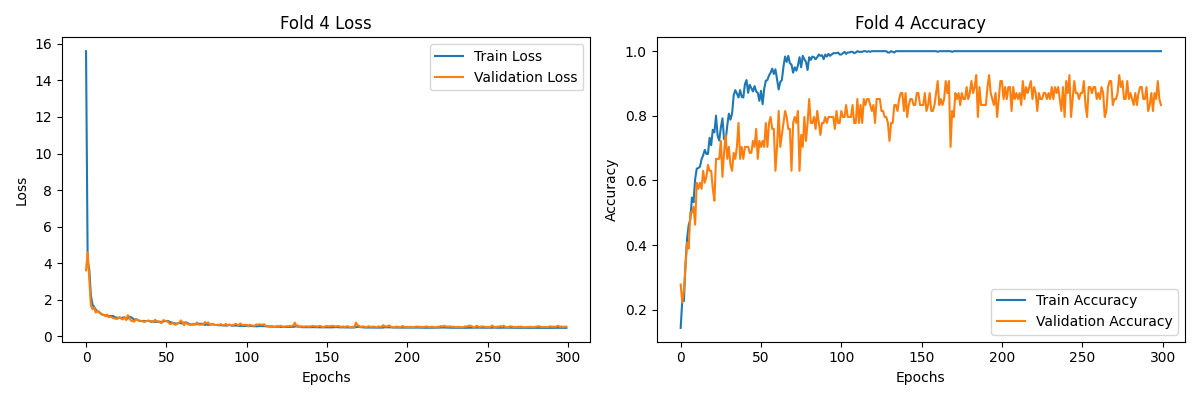 Fold 4 Loss
16
14
12
10
8
6
4
2
0
Loss
Train Loss
Validation Loss
0 50 100 150 200 250 300
Epochs
Fold 4 Accuracy
1.0
0.8
0.6
0.4
0.2
Accuracy
Train Accuracy
Validation Accuracy
0 50 100 150 200 250 300
Epochs